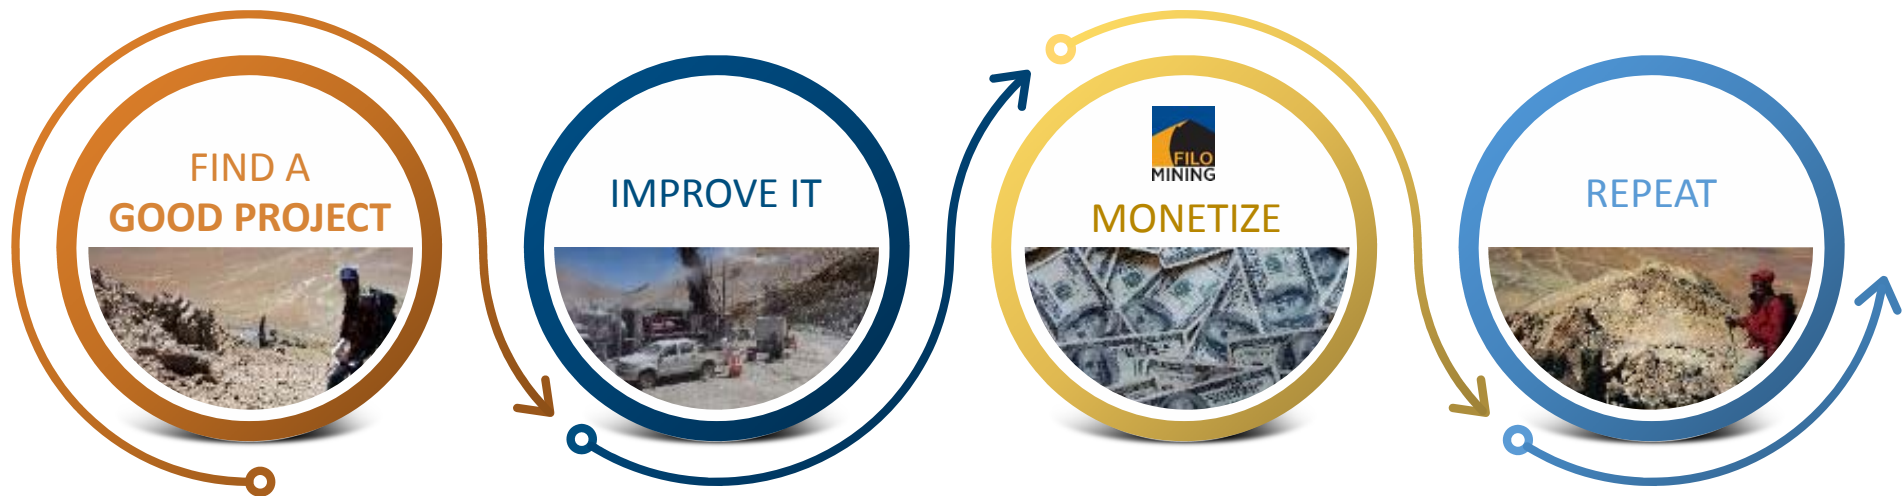 FIND A
GOOD PROJECT
IMPROVE IT
FILO
MINING
MONETIZE
REPEAT